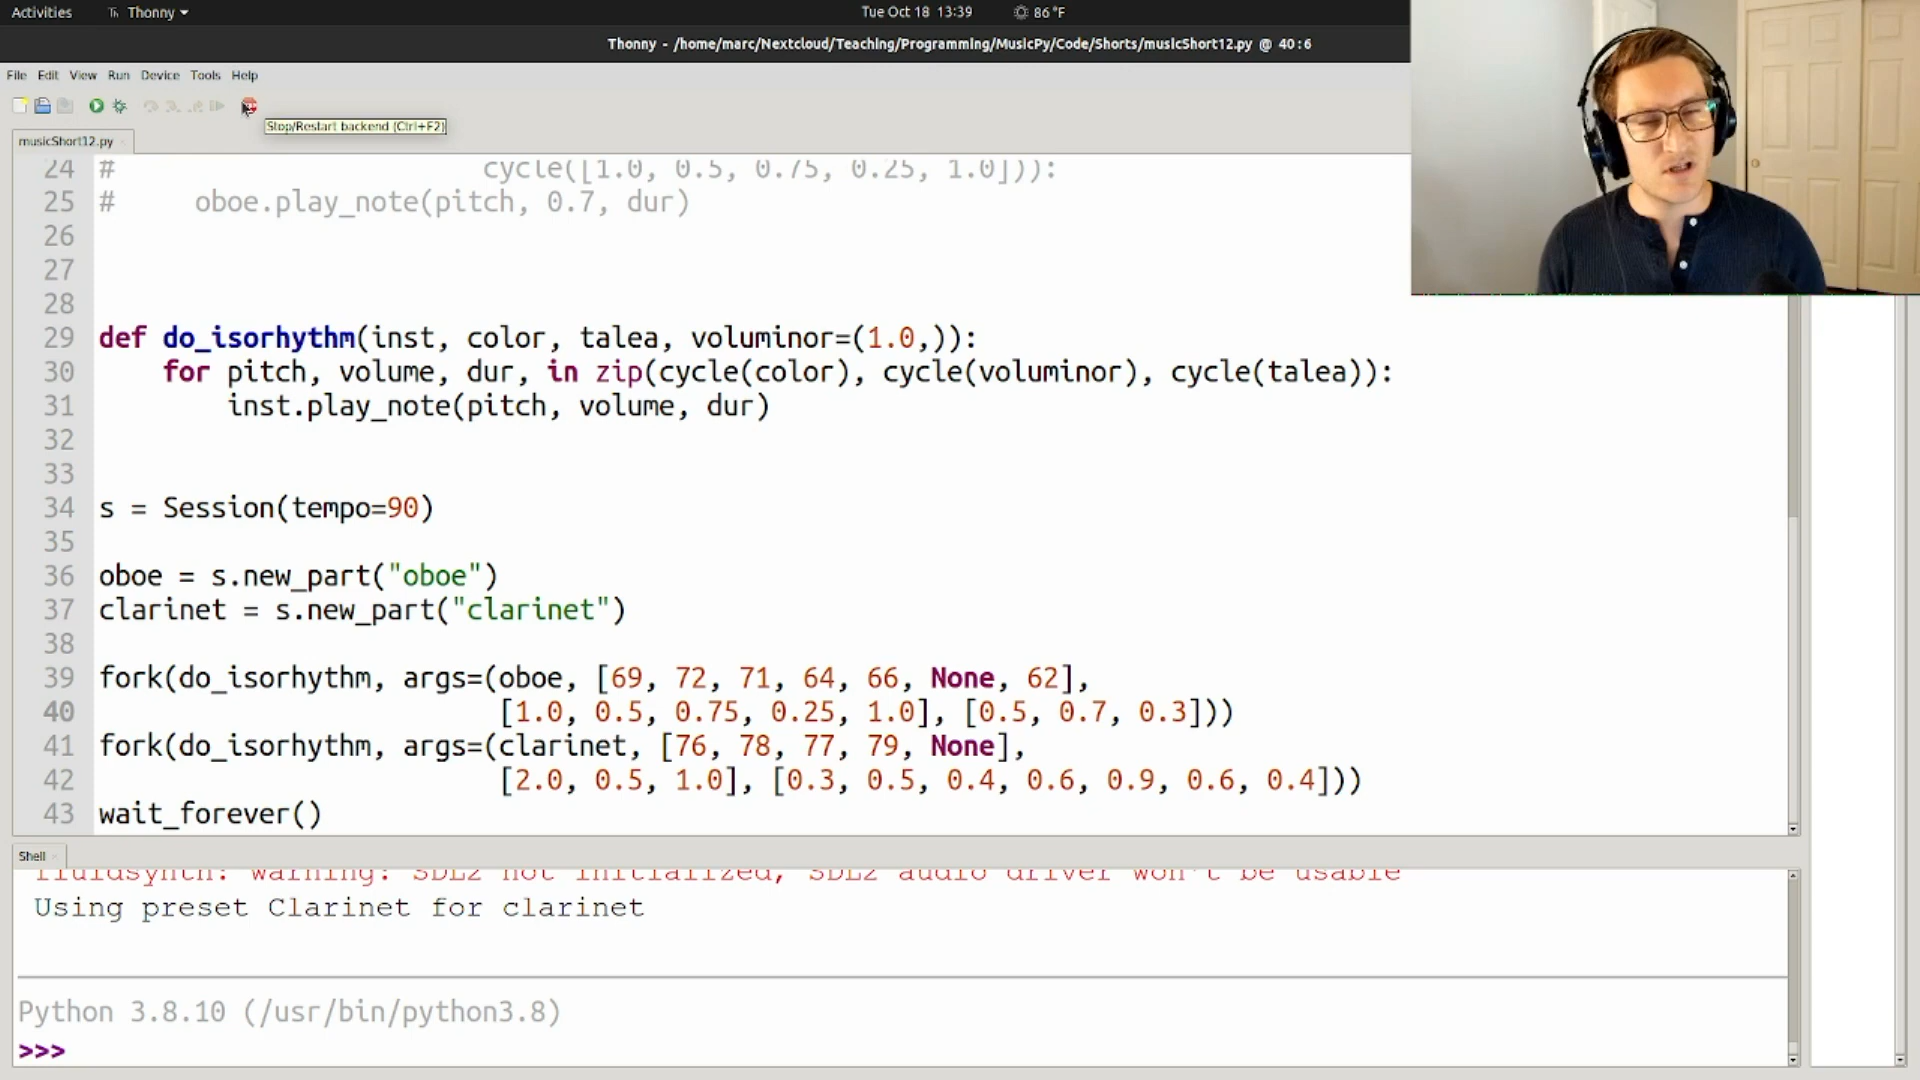 Activities Thonny Tue Oct 18 13:39 86 °F
Thonny - /home/marc/Nextcloud/Teaching/Programming/MusicPy/Code/Shorts/musicShort12.py @ 40:6
File Edit View Run Device Tools Help
Stop/Restart backend (Ctrl+F2)
musicShort12.py
24 # cycle([1.0, 0.5, 0.75, 0.25, 1.0])):
25 # oboe.play_note(pitch, 0.7, dur)
26
27
28
29 def do_isorhythm(inst, color, talea, voluminor=(1.0,)):
30 for pitch, volume, dur, in zip(cycle(color), cycle(voluminor), cycle(talea)):
31 inst.play_note(pitch, volume, dur)
32
33
34 s = Session(tempo=90)
35
36 oboe = s.new_part("oboe")
37 clarinet = s.new_part("clarinet")
38
39 fork(do_isorhythm, args=(oboe, [69, 72, 71, 64, 66, None, 62],
40 [1.0, 0.5, 0.75, 0.25, 1.0], [0.5, 0.7, 0.3]))
41 fork(do_isorhythm, args=(clarinet, [76, 78, 77, 79, None],
42 [2.0, 0.5, 1.0], [0.3, 0.5, 0.4, 0.6, 0.9, 0.6, 0.4]))
43 wait_forever()
Shell
fluidsynth: warning: SDL2 not initialized, SDL2 audio driver won't be usable
Using preset Clarinet for clarinet
Python 3.8.10 (/usr/bin/python3.8)
>>>